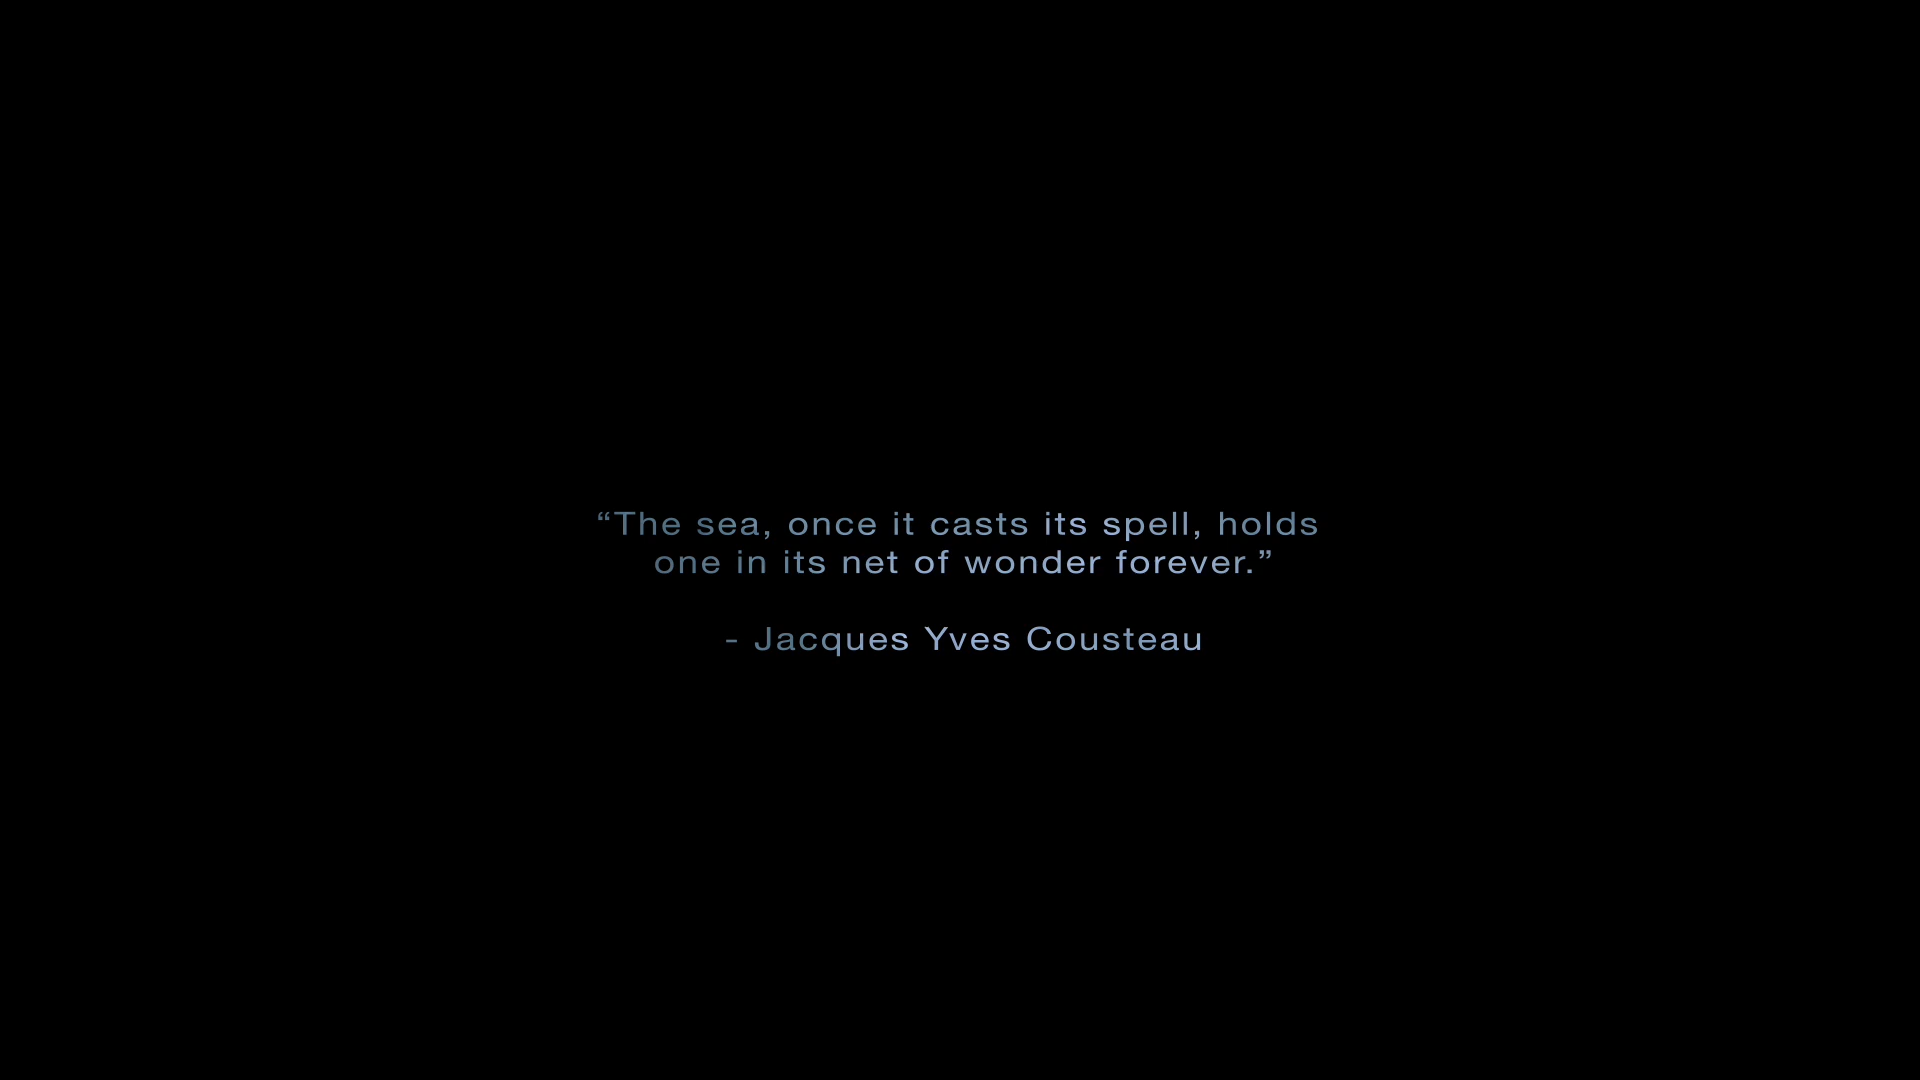 “The sea, once it casts its spell, holds
one in its net of wonder forever.”
- Jacques Yves Cousteau